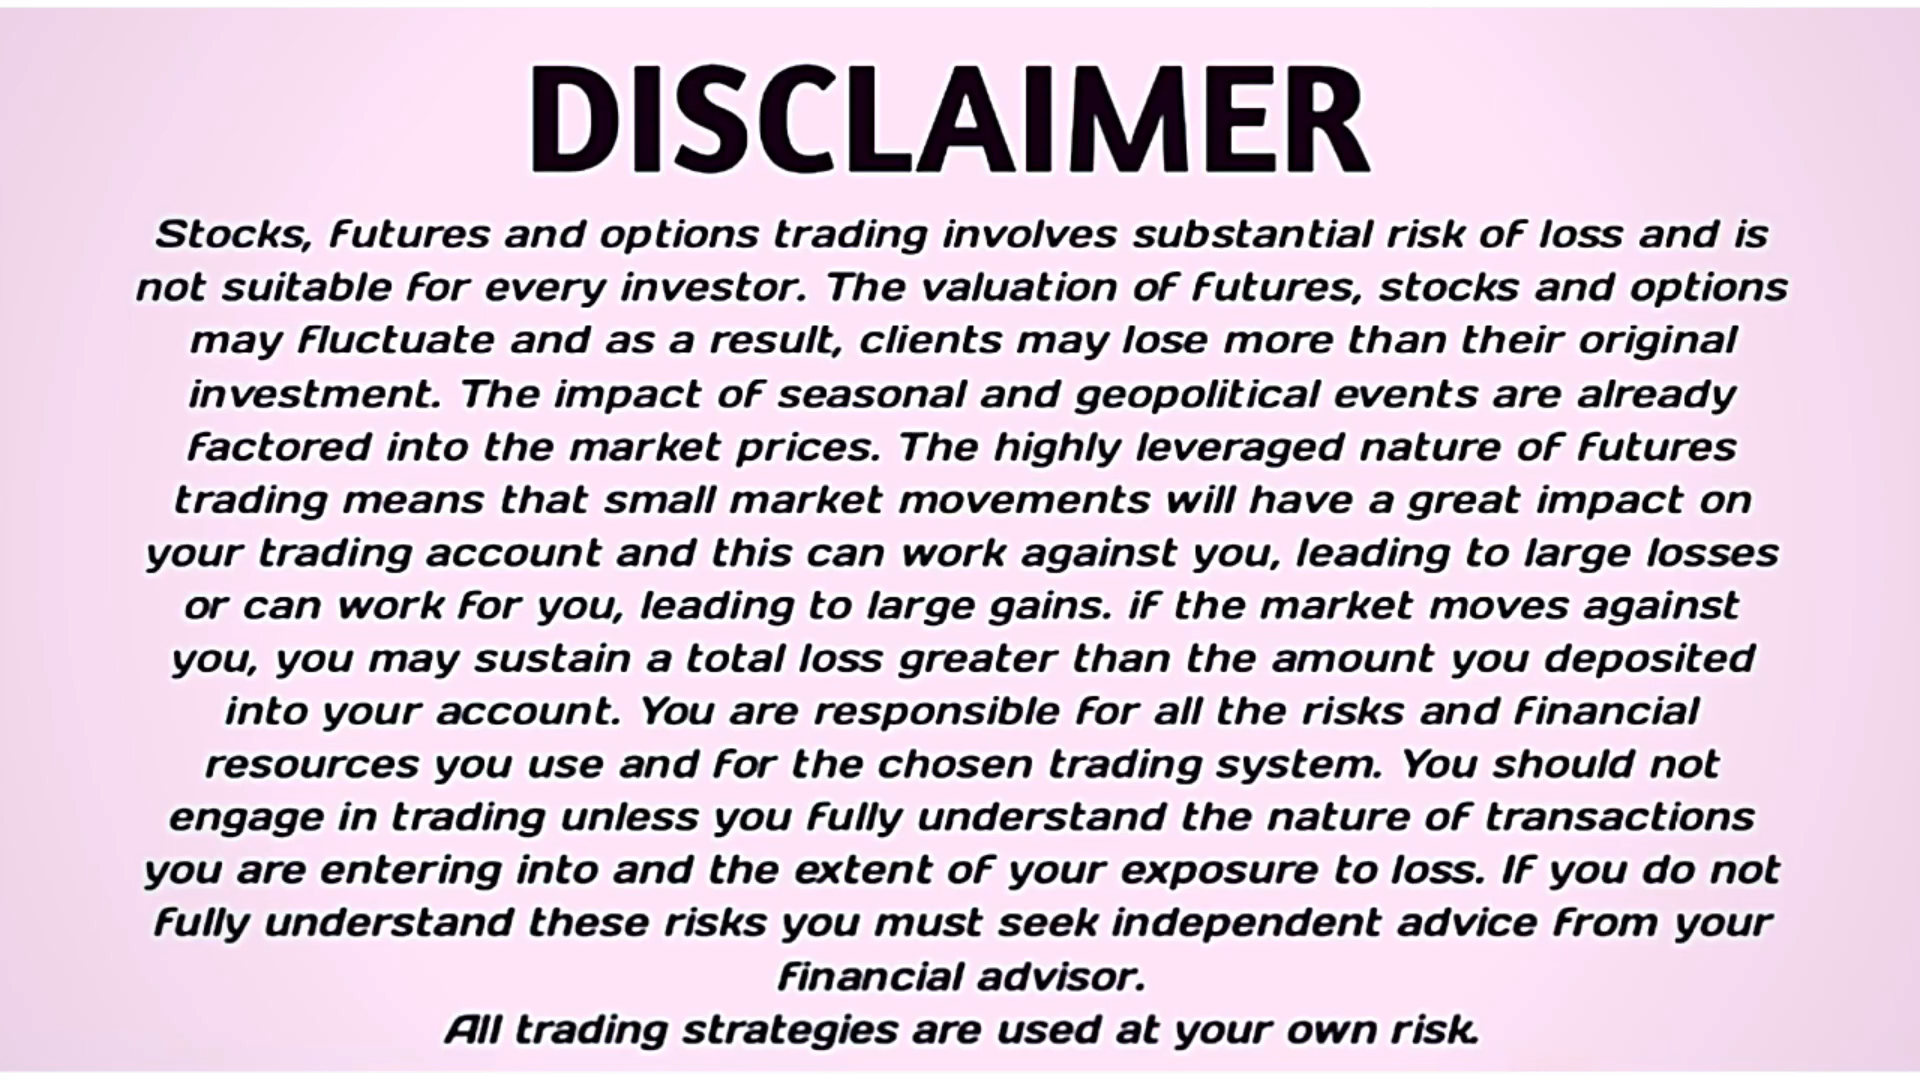 DISCLAIMER
Stocks, futures and options trading involves substantial risk of loss and is
not suitable for every investor. The valuation of futures, stocks and options
may fluctuate and as a result, clients may lose more than their original
investment. The impact of seasonal and geopolitical events are already
factored into the market prices. The highly leveraged nature of futures
trading means that small market movements will have a great impact on
your trading account and this can work against you, leading to large losses
or can work for you, leading to large gains. if the market moves against
you, you may sustain a total loss greater than the amount you deposited
into your account. You are responsible for all the risks and financial
resources you use and for the chosen trading system. You should not
engage in trading unless you fully understand the nature of transactions
you are entering into and the extent of your exposure to loss. If you do not
fully understand these risks you must seek independent advice from your
financial advisor.
All trading strategies are used at your own risk.